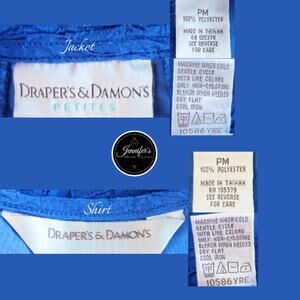 Jacket
DRAPER'S & DAMON'S
PETITES
PM
100% POLYESTER
MADE IN TAIWAN
RN 105378
SEE REVERSE
FOR CARE
MACHINE WASH COLD
GENTLE CYCLE
WITH LIKE COLORS
ONLY NON-CHLORINE
BLEACH WHEN NEEDED
DRY FLAT
COOL IRON
10586YRE
Jennifer's
Shirt
DRAPER'S & DAMON'S
PETITES
PM
100% POLYESTER
MADE IN TAIWAN
RN 105378
SEE REVERSE
FOR CARE
MACHINE WASH COLD
GENTLE CYCLE
WITH LIKE COLORS
ONLY NON-CHLORINE
BLEACH WHEN NEEDED
DRY FLAT
COOL IRON
10586YRE